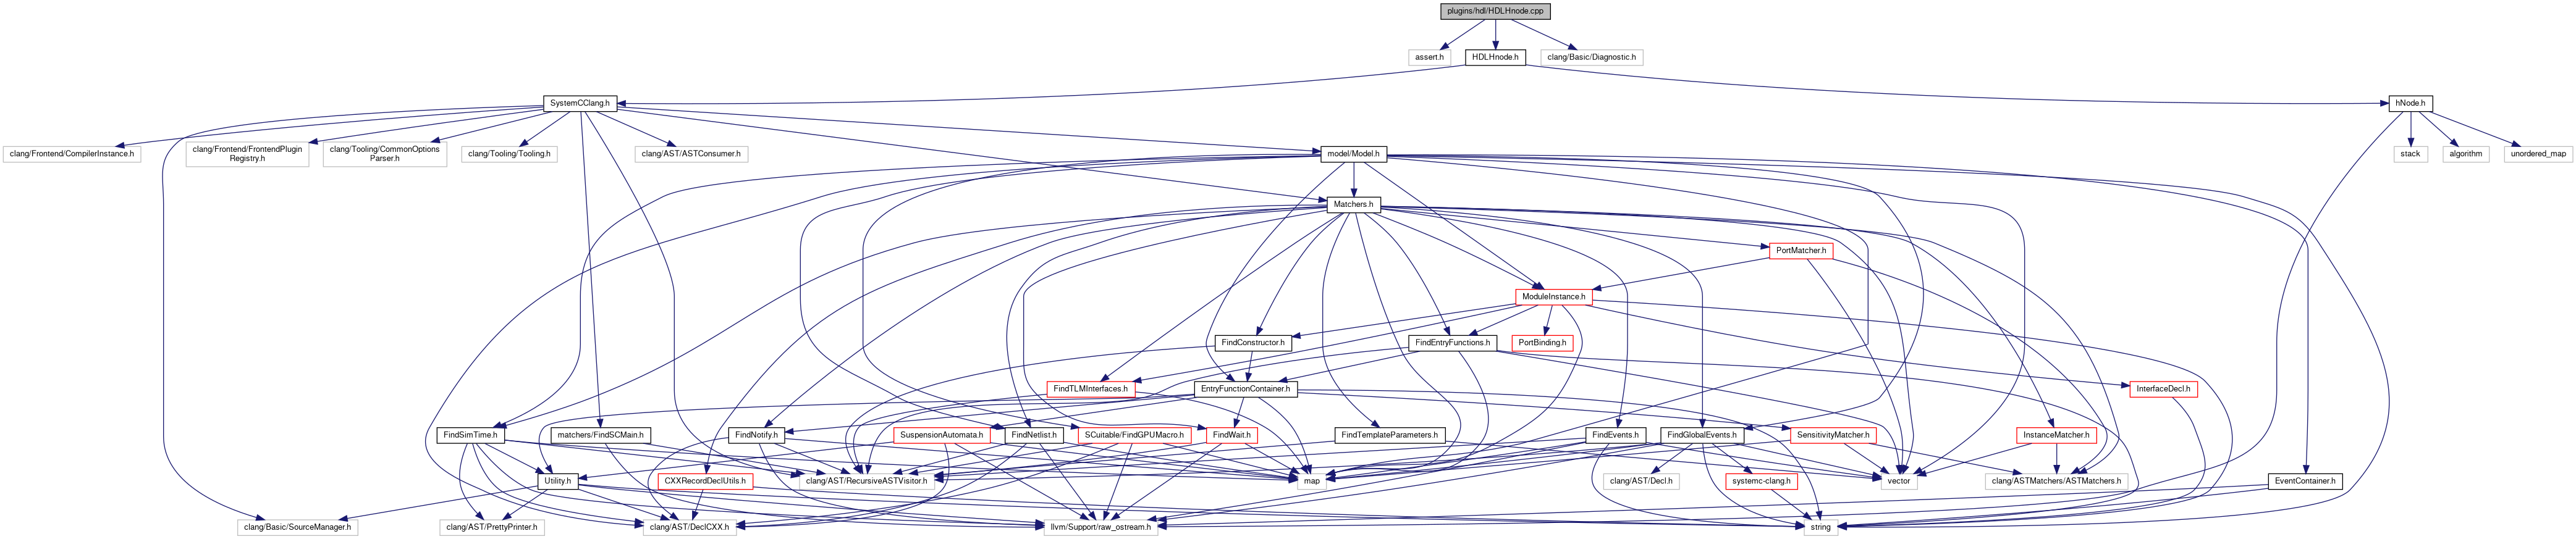 plugins/hdl/HDLHnode.cpp
assert.h
HDLHnode.h
clang/Basic/Diagnostic.h
SystemCClang.h
hNode.h
clang/Frontend/CompilerInstance.h
clang/Frontend/FrontendPlugin
Registry.h
clang/Tooling/CommonOptions
Parser.h
clang/Tooling/Tooling.h
clang/AST/ASTConsumer.h
model/Model.h
stack
algorithm
unordered_map
Matchers.h
PortMatcher.h
ModuleInstance.h
FindConstructor.h
FindEntryFunctions.h
PortBinding.h
FindTLMInterfaces.h
EntryFunctionContainer.h
InterfaceDecl.h
FindSimTime.h
matchers/FindSCMain.h
FindNotify.h
SuspensionAutomata.h
FindNetlist.h
SCuitable/FindGPUMacro.h
FindWait.h
FindTemplateParameters.h
FindEvents.h
FindGlobalEvents.h
SensitivityMatcher.h
InstanceMatcher.h
Utility.h
CXXRecordDeclUtils.h
clang/AST/RecursiveASTVisitor.h
map
clang/AST/Decl.h
systemc-clang.h
vector
clang/ASTMatchers/ASTMatchers.h
EventContainer.h
clang/Basic/SourceManager.h
clang/AST/PrettyPrinter.h
clang/AST/DeclCXX.h
llvm/Support/raw_ostream.h
string